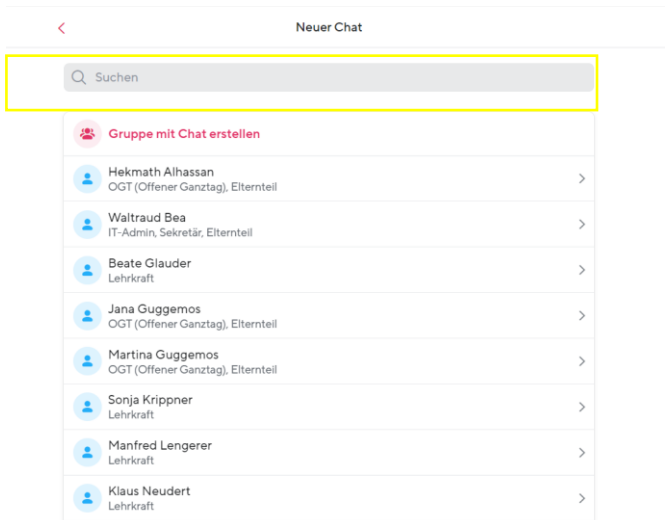 Neuer Chat
Suchen
Gruppe mit Chat erstellen
Hekmath Alhassan
OGT (Offener Ganztag), Elternteil
Waltraud Bea
IT-Admin, Sekretär, Elternteil
Beate Glauder
Lehrkraft
Jana Guggemos
OGT (Offener Ganztag), Elternteil
Martina Guggemos
OGT (Offener Ganztag), Elternteil
Sonja Krippner
Lehrkraft
Manfred Lengerer
Lehrkraft
Klaus Neudert
Lehrkraft